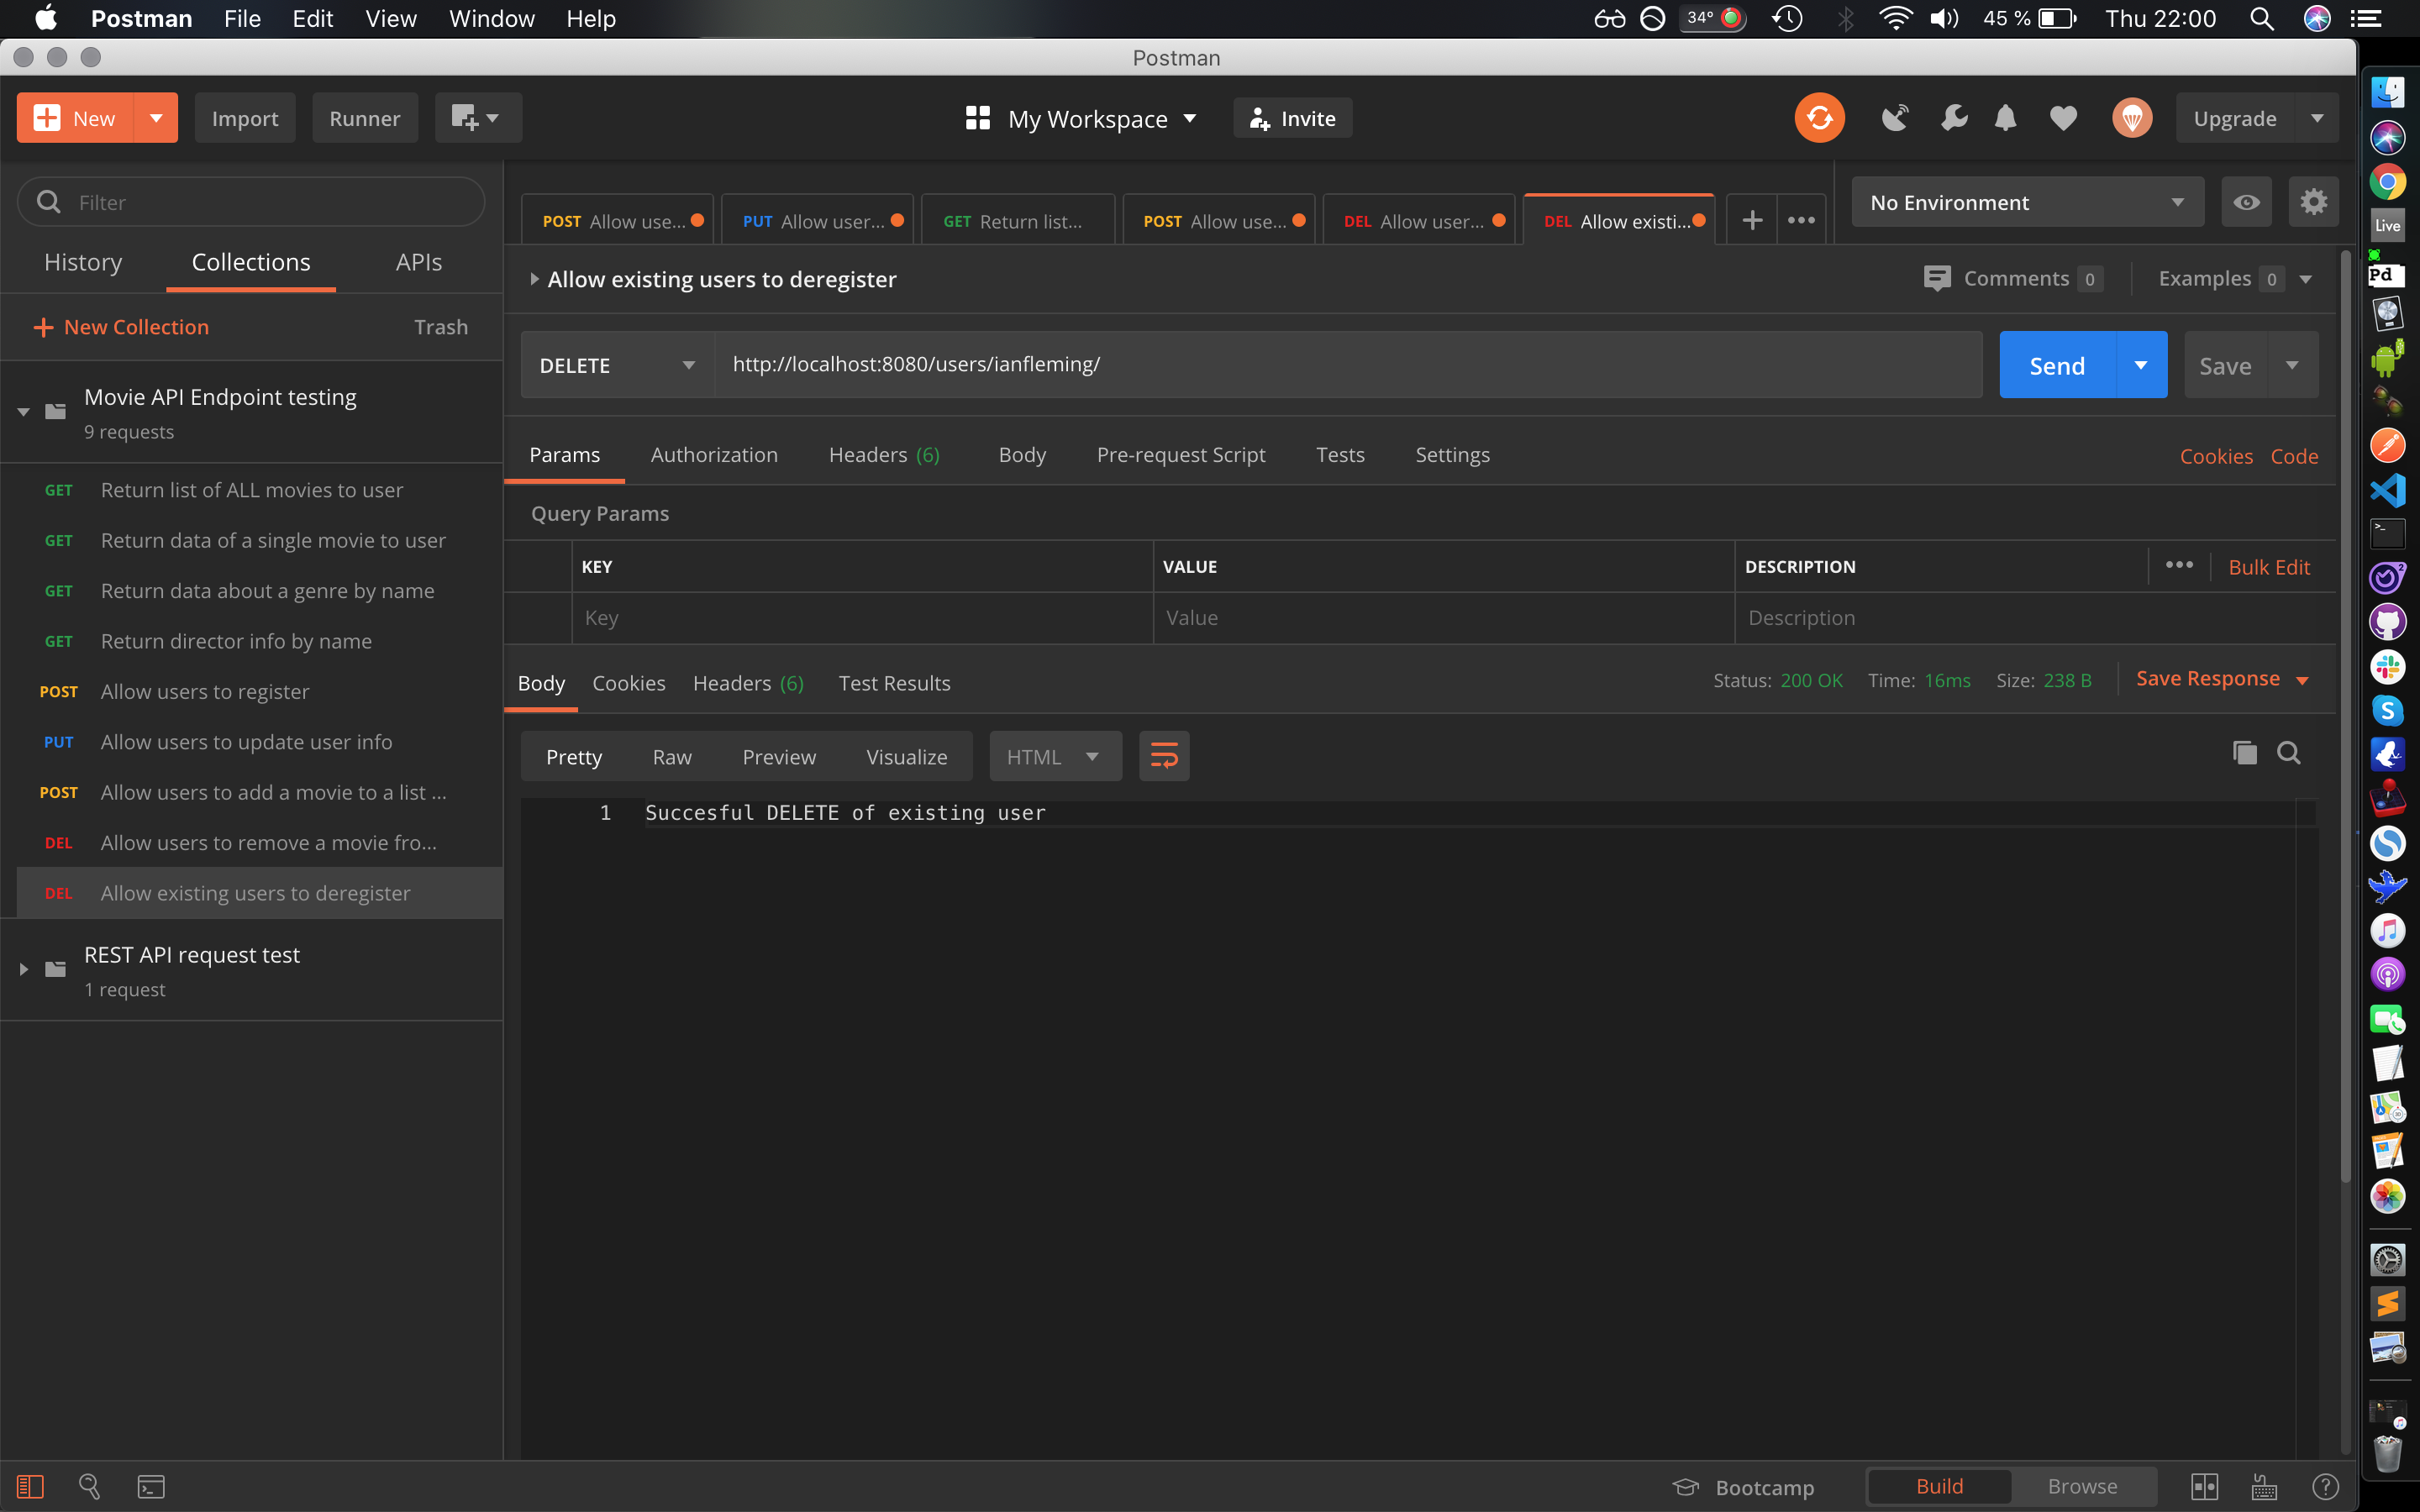 Postman File Edit View Window Help 34° 45 % Thu 22:00
Postman
New Import Runner My Workspace Invite Upgrade
Filter
History Collections APIs
New Collection Trash
Movie API Endpoint testing
9 requests
GET Return list of ALL movies to user
GET Return data of a single movie to user
GET Return data about a genre by name
GET Return director info by name
POST Allow users to register
PUT Allow users to update user info
POST Allow users to add a movie to a list ...
DEL Allow users to remove a movie fro...
DEL Allow existing users to deregister
REST API request test
1 request
POST Allow use... PUT Allow user... GET Return list... POST Allow use... DEL Allow user... DEL Allow existi...
No Environment
Allow existing users to deregister Comments 0 Examples 0
DELETE http://localhost:8080/users/ianfleming/ Send Save
Params Authorization Headers (6) Body Pre-request Script Tests Settings Cookies Code
Query Params
KEY VALUE DESCRIPTION Bulk Edit
Key Value Description
Body Cookies Headers (6) Test Results Status: 200 OK Time: 16ms Size: 238 B Save Response
Pretty Raw Preview Visualize HTML
1 Succesful DELETE of existing user
Bootcamp Build Browse
Live
Pd